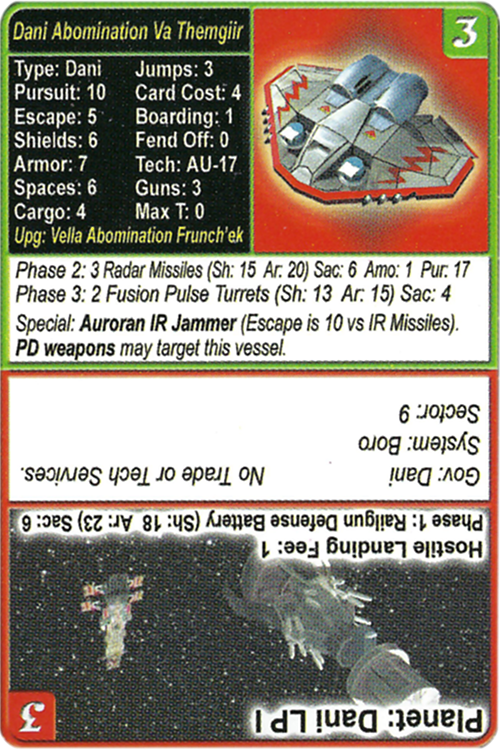 Dani Abomination Va Themgiir
3
Type: Dani Jumps: 3
Pursuit: 10 Card Cost: 4
Escape: 5 Boarding: 1
Shields: 6 Fend Off: 0
Armor: 7 Tech: AU-17
Spaces: 6 Guns: 3
Cargo: 4 Max T: 0
Upg: Vella Abomination Frunch'ek
Phase 2: 3 Radar Missiles (Sh: 15 Ar: 20) Sac: 6 Amo: 1 Pur: 17
Phase 3: 2 Fusion Pulse Turrets (Sh: 13 Ar: 15) Sac: 4
Special: Auroran IR Jammer (Escape is 10 vs IR Missiles).
PD weapons may target this vessel.
Planet: Dani LP I
3
Hostile Landing Fee: 1
Phase 1: Railgun Defense Battery (Sh: 18 Ar: 23) Sac: 6
Gov: Dani No Trade or Tech Services.
System: Boro
Sector: 9